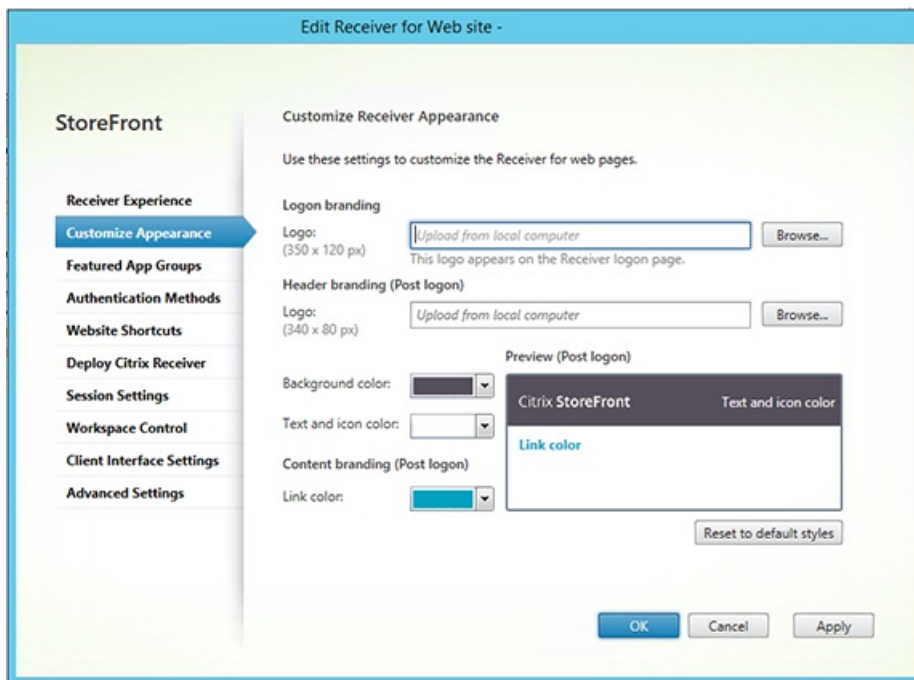 Edit Receiver for Web site -
StoreFront
Receiver Experience
Customize Appearance
Featured App Groups
Authentication Methods
Website Shortcuts
Deploy Citrix Receiver
Session Settings
Workspace Control
Client Interface Settings
Advanced Settings
Customize Receiver Appearance
Use these settings to customize the Receiver for web pages.
Logon branding
Logo: Upload from local computer Browse...
(350 x 120 px)
This logo appears on the Receiver logon page.
Header branding (Post logon)
Logo: Upload from local computer Browse...
(340 x 80 px)
Background color:
Text and icon color:
Content branding (Post logon)
Link color:
Preview (Post logon)
Citrix StoreFront Text and icon color
Link color
Reset to default styles
OK Cancel Apply